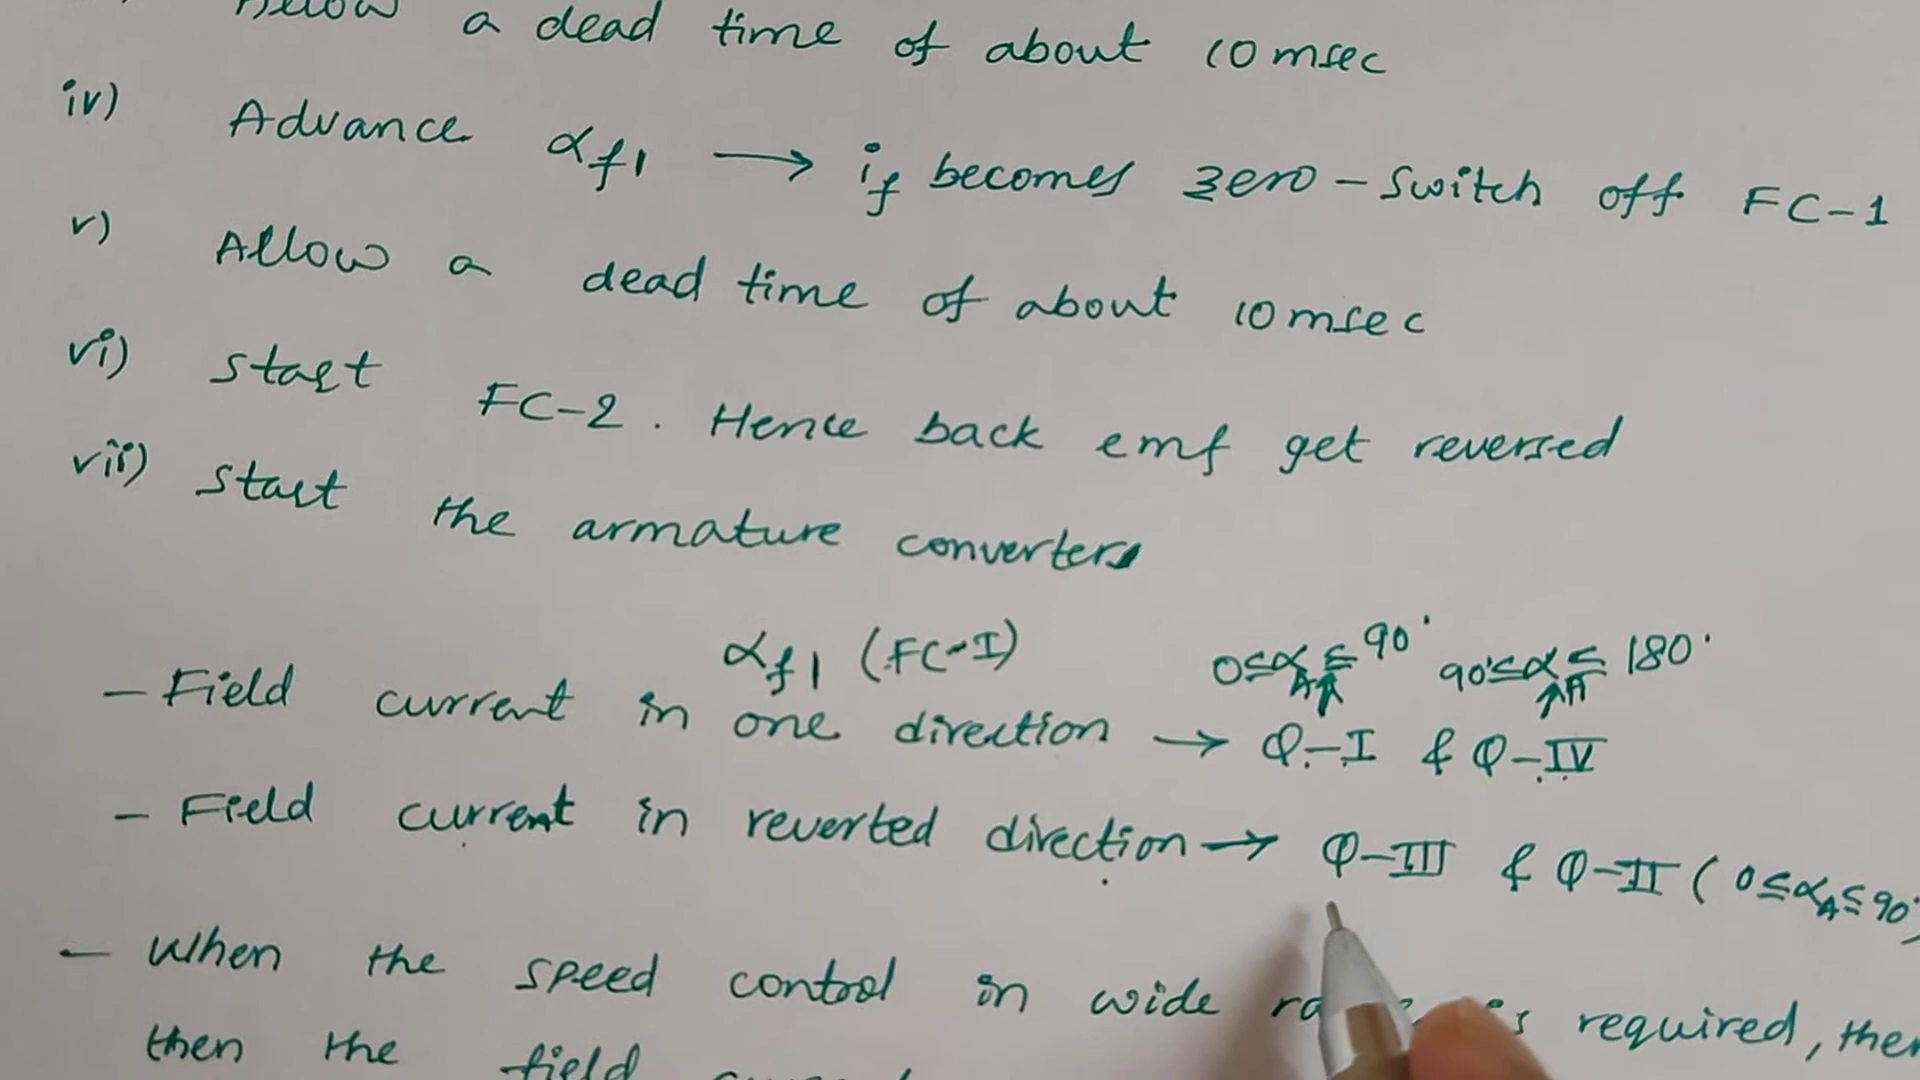 Allow a dead time of about 10 msec
iv) Advance αf1 → if becomes zero - Switch off FC-1
v) Allow a dead time of about 10 msec
vi) Start FC-2. Hence back emf get reversed
vii) Start the armature converters
αf1 (FC-I) 0≤αA≤90° 90°≤αA≤180°
- Field current in one direction → Q-I & Q-IV
- Field current in reverted direction → Q-III & Q-II (0≤αA≤90°)
- When the speed control in wide required, then
then the field